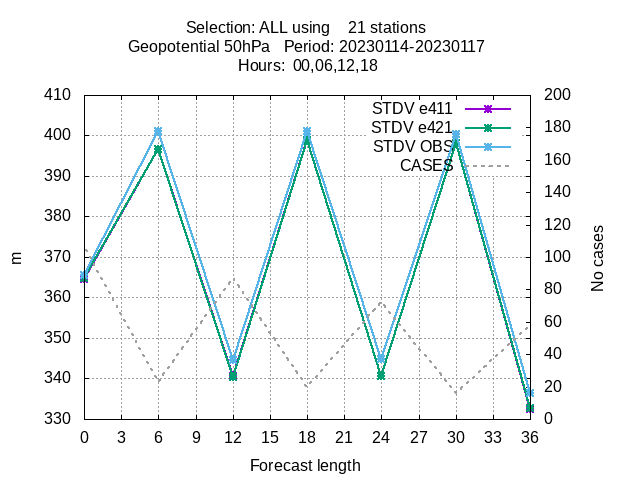 Selection: ALL using 21 stations
Geopotential 50hPa Period: 20230114-20230117
Hours: 00,06,12,18
STDV e411
STDV e421
STDV OBS
CASES
410
400
390
380
370
360
350
340
330
m
200
180
160
140
120
100
80
60
40
20
0
No cases
0 3 6 9 12 15 18 21 24 27 30 33 36
Forecast length